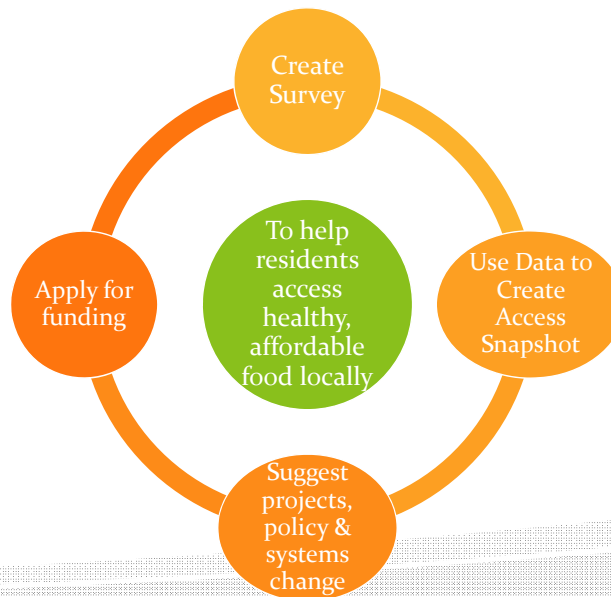 Create
Survey
Use Data to
Create
Access
Snapshot
Suggest
projects,
policy &
systems
change
Apply for
funding
To help
residents
access
healthy,
affordable
food locally